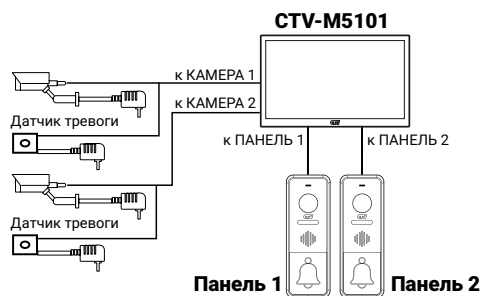 CTV-M5101
к КАМЕРА 1
к КАМЕРА 2
Датчик тревоги
к ПАНЕЛЬ 1
к ПАНЕЛЬ 2
Датчик тревоги
Панель 1
Панель 2